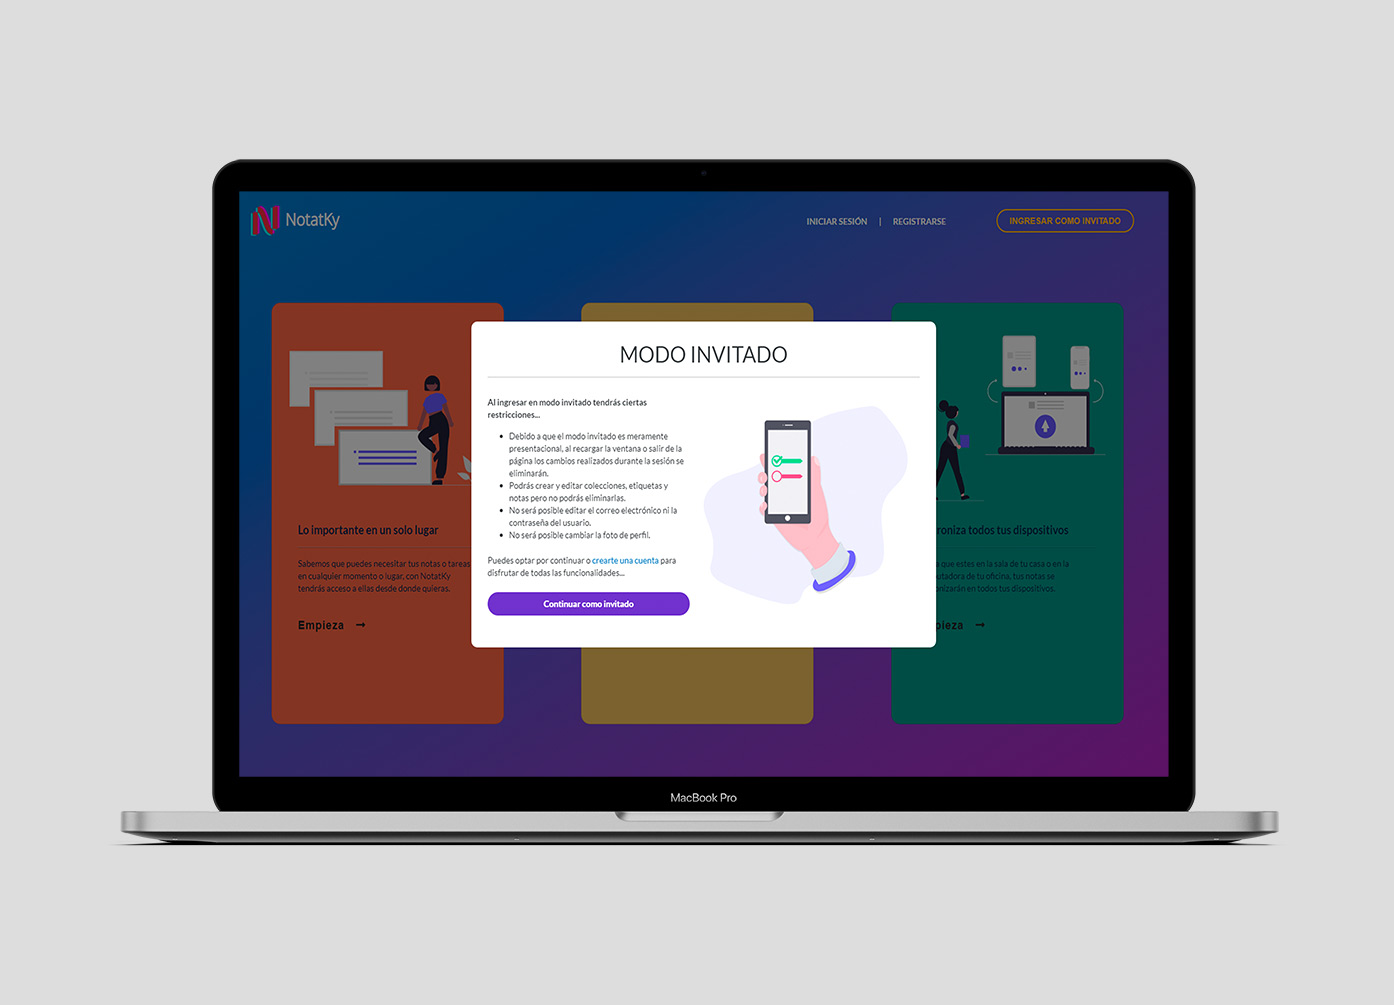 NotatKy
INICIAR SESIÓN | REGISTRARSE
INGRESAR COMO INVITADO
MODO INVITADO
Al ingresar en modo invitado tendrás ciertas
restricciones...
• Debido a que el modo invitado es meramente
presentacional, al recargar la ventana o salir de la
página los cambios realizados durante la sesión se
eliminarán.
• Podrás crear y editar colecciones, etiquetas y
notas pero no podrás eliminarlas.
• No será posible editar el correo electrónico ni la
contraseña del usuario.
• No será posible cambiar la foto de perfil.
Puedes optar por continuar o crearte una cuenta para
disfrutar de todas las funcionalidades...
Continuar como invitado
Lo importante en un solo lugar
Sabemos que puedes necesitar tus notas o tareas
en cualquier momento o lugar, con NotatKy
tendrás acceso a ellas desde donde quieras.
Empieza →
roniza todos tus dispositivos
a que estes en la sala de tu casa o en la
utadora de tu oficina, tus notas se
onizarán en todos tus dispositivos.
pieza →
MacBook Pro